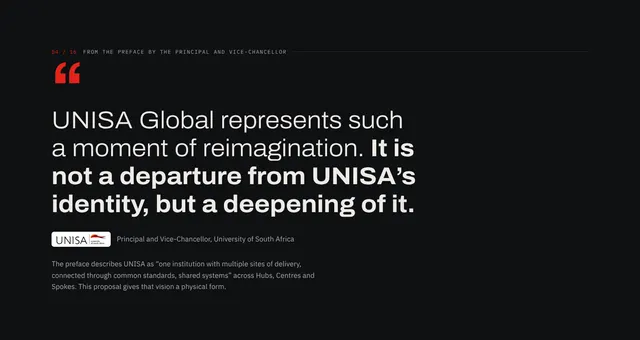 04 / 16 FROM THE PREFACE BY THE PRINCIPAL AND VICE-CHANCELLOR
“
UNISA Global represents such
a moment of reimagination. It is
not a departure from UNISA’s
identity, but a deepening of it.
UNISA
Principal and Vice-Chancellor, University of South Africa
The preface describes UNISA as “one institution with multiple sites of delivery,
connected through common standards, shared systems” across Hubs, Centres and
Spokes. This proposal gives that vision a physical form.